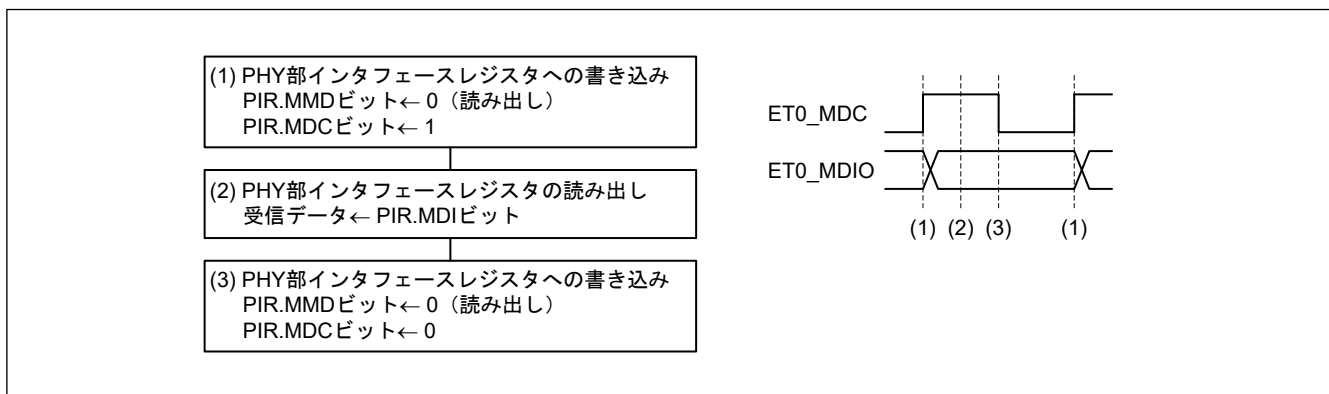 (1) PHY部インタフェースレジスタへの書き込み
PIR.MMDビット← 0（読み出し）
PIR.MDCビット← 1
(2) PHY部インタフェースレジスタの読み出し
受信データ← PIR.MDIビット
(3) PHY部インタフェースレジスタへの書き込み
PIR.MMDビット← 0（読み出し）
PIR.MDCビット← 0
ET0_MDC
ET0_MDIO
(1) (2) (3) (1)